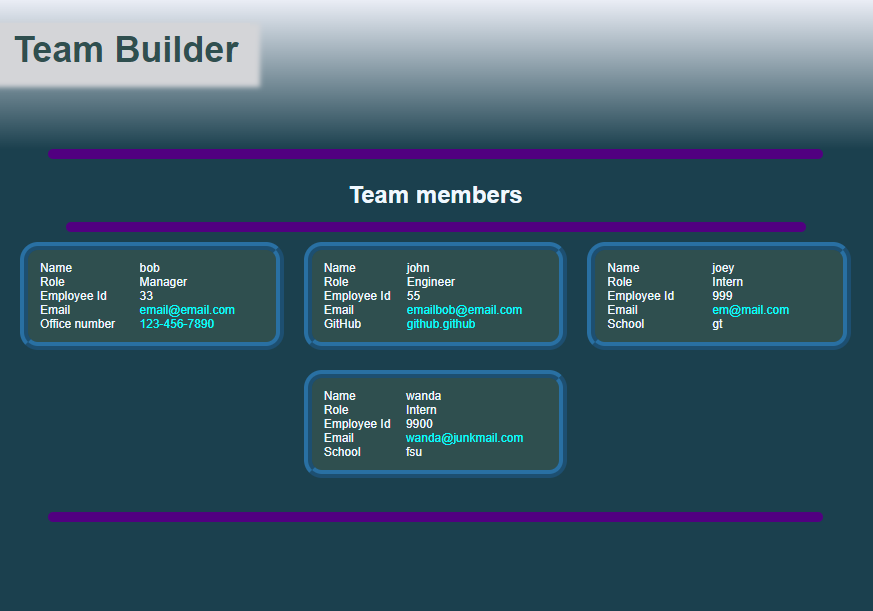 Team Builder
Team members
Name bob
Role Manager
Employee Id 33
Email email@email.com
Office number 123-456-7890
Name john
Role Engineer
Employee Id 55
Email emailbob@email.com
GitHub github.github
Name joey
Role Intern
Employee Id 999
Email em@mail.com
School gt
Name wanda
Role Intern
Employee Id 9900
Email wanda@junkmail.com
School fsu